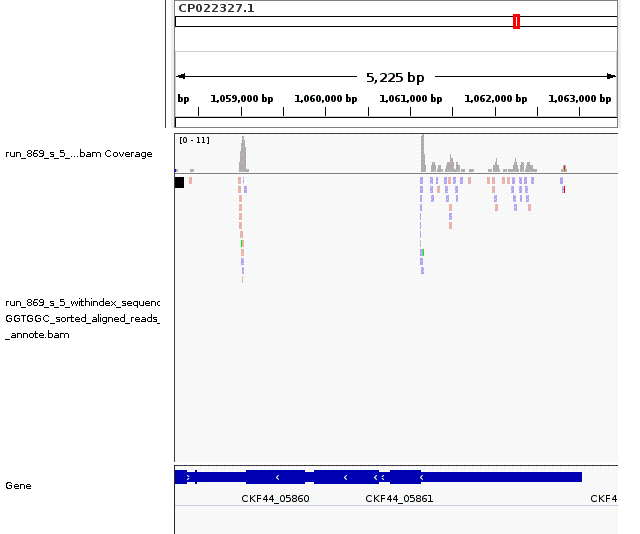 CP022327.1
5,225 bp
bp 1,059,000 bp 1,060,000 bp 1,061,000 bp 1,062,000 bp 1,063,000 bp
[0 - 11]
run_869_s_5_...bam Coverage
run_869_s_5_withindex_sequenc
GGTGGC_sorted_aligned_reads_
_annote.bam
Gene
CKF44_05860 CKF44_05861 CKF4